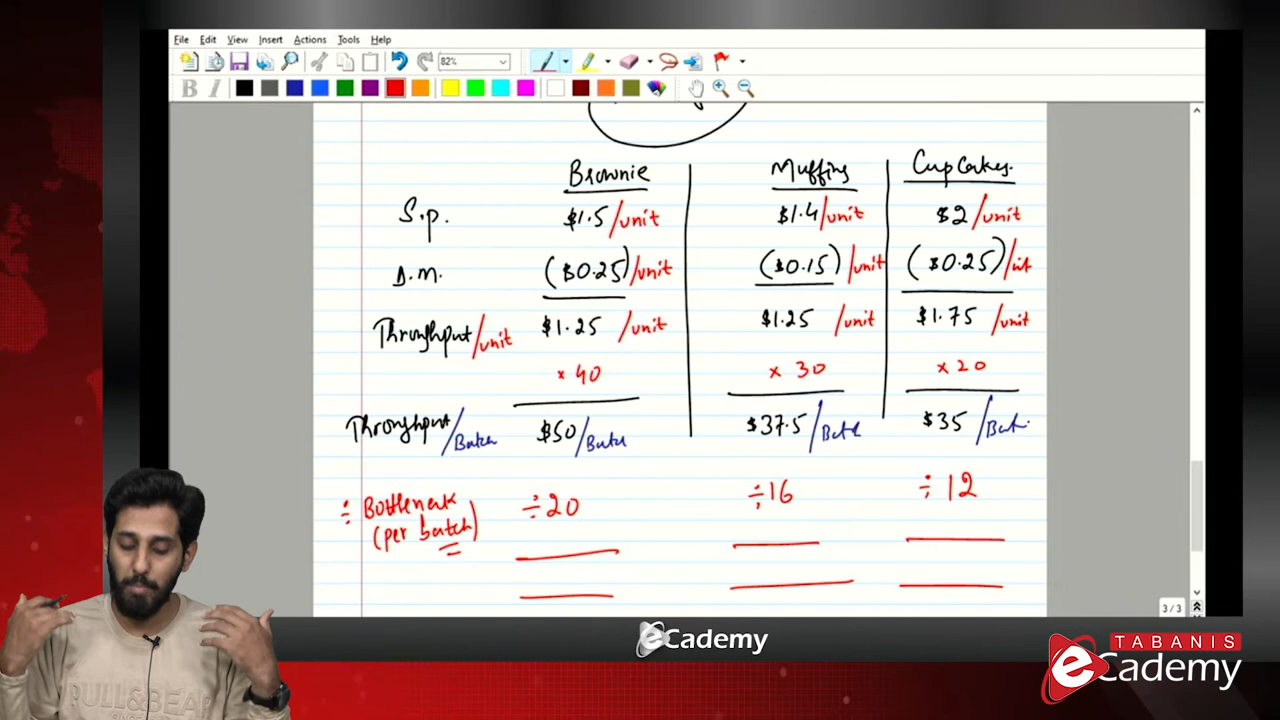 File Edit View Insert Actions Tools Help
82%
B I
Brownie Muffins Cupcakes.
S.p. $1.5/unit $1.4/unit $2/unit
D.M. ($0.25)/unit ($0.15)/unit ($0.25)/
Throughput/unit $1.25/unit $1.25/unit $1.75/unit
× 40 × 30 × 20
Throughput/Batch $50/Batch $37.5/Batch $35/
÷ Bottleneck ÷20 ÷16 ÷12
(per batch)
3/3
PULL&BEAR
eCademy
TABANIS
eCademy